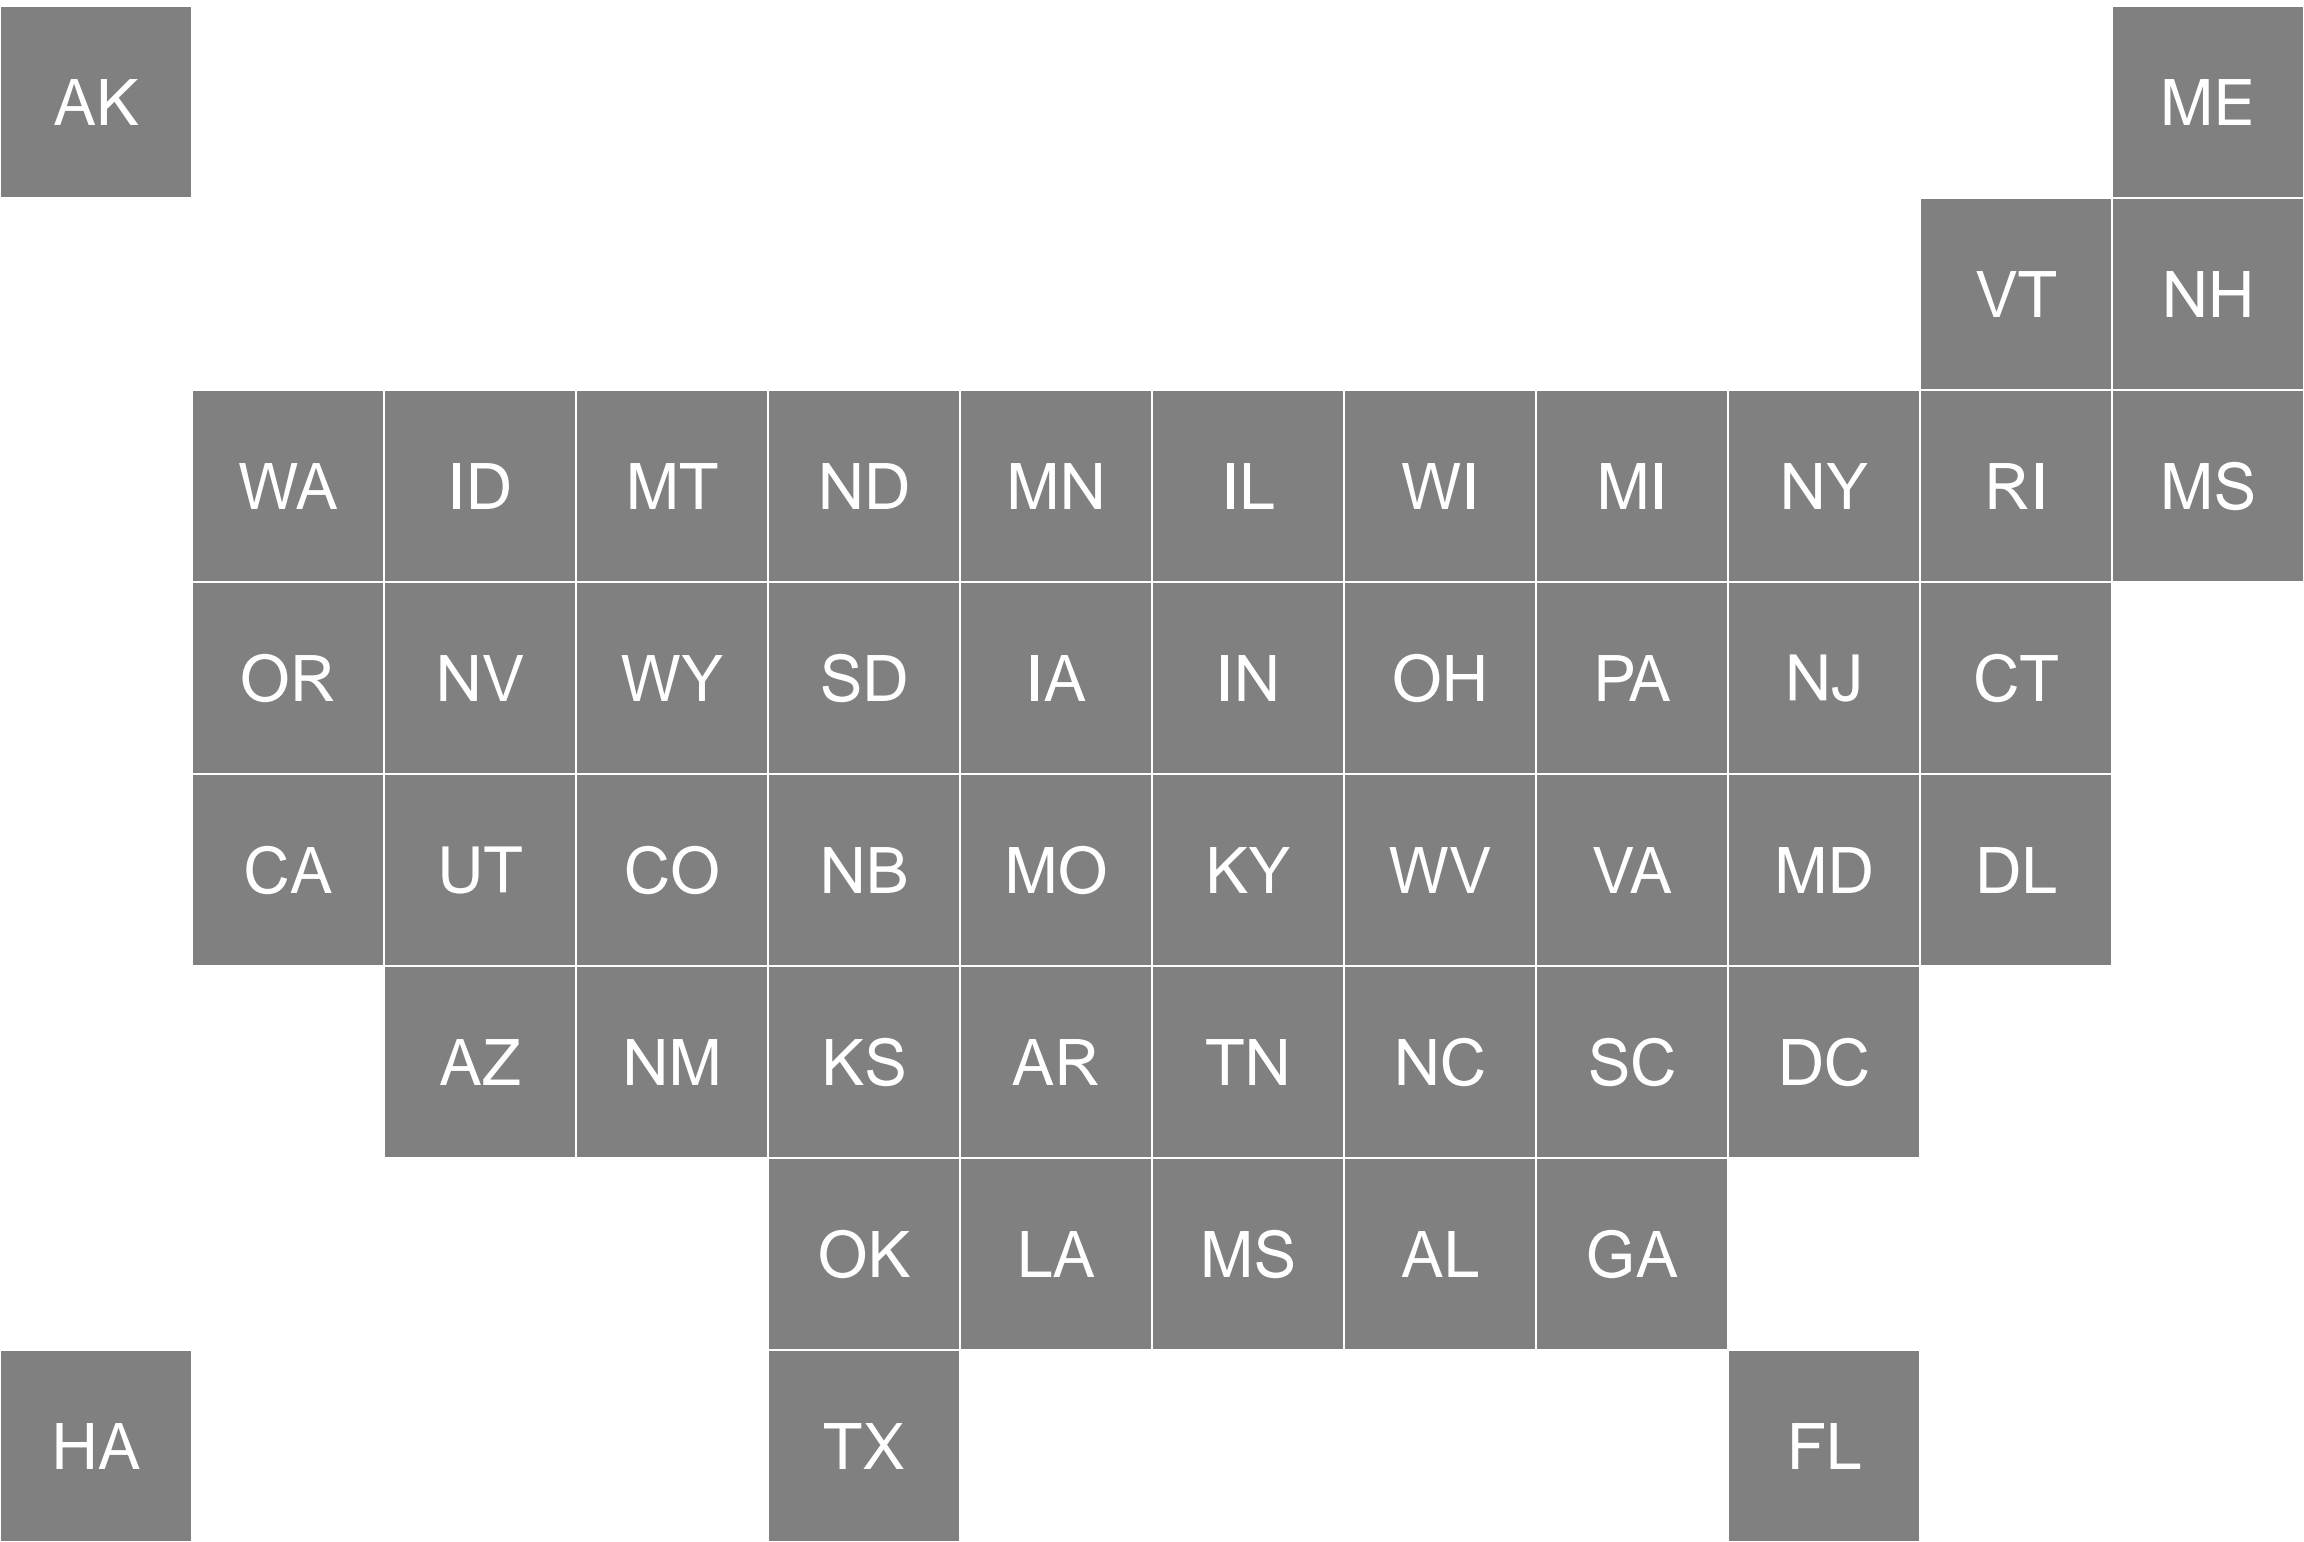 AK ME
VT NH
WA ID MT ND MN IL WI MI NY RI MS
OR NV WY SD IA IN OH PA NJ CT
CA UT CO NB MO KY WV VA MD DL
AZ NM KS AR TN NC SC DC
OK LA MS AL GA
HA TX FL